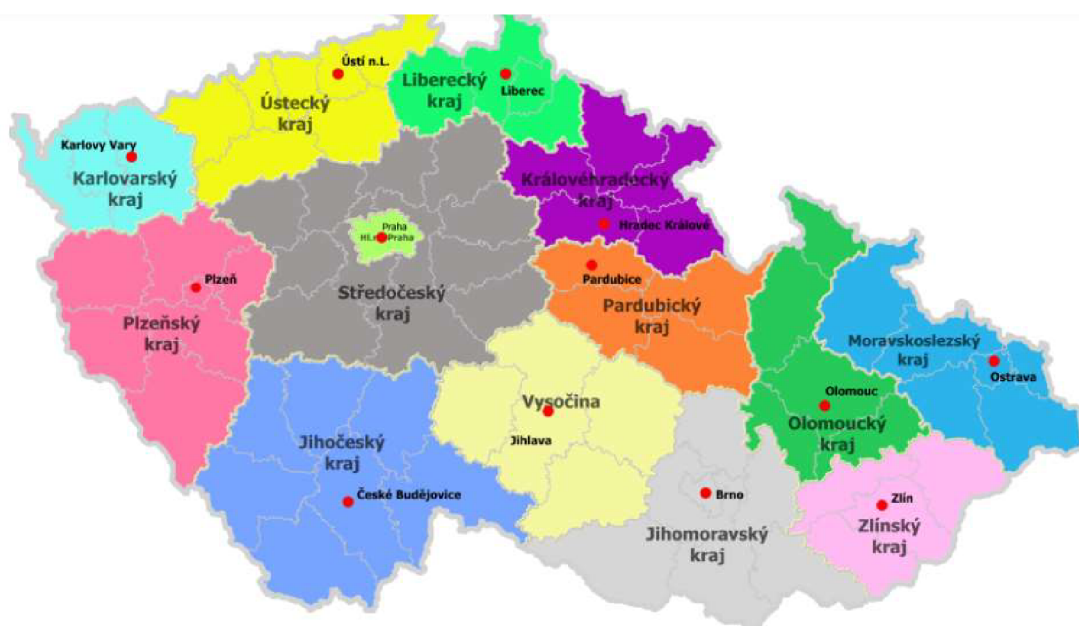 Ústí n.L.
Ústecký
kraj
Liberecký
kraj
Liberec
Karlovy Vary
Karlovarský
kraj
Královéhradecký
kraj
Hradec Králové
Praha
Hl. Praha
Plzeň
Plzeňský
kraj
Středočeský
kraj
Pardubice
Pardubický
kraj
Moravskoslezský
kraj
Ostrava
Vysočina
Jihlava
Olomouc
Olomoucký
kraj
Jihočeský
kraj
České Budějovice
Brno
Jihomoravský
kraj
Zlín
Zlínský
kraj